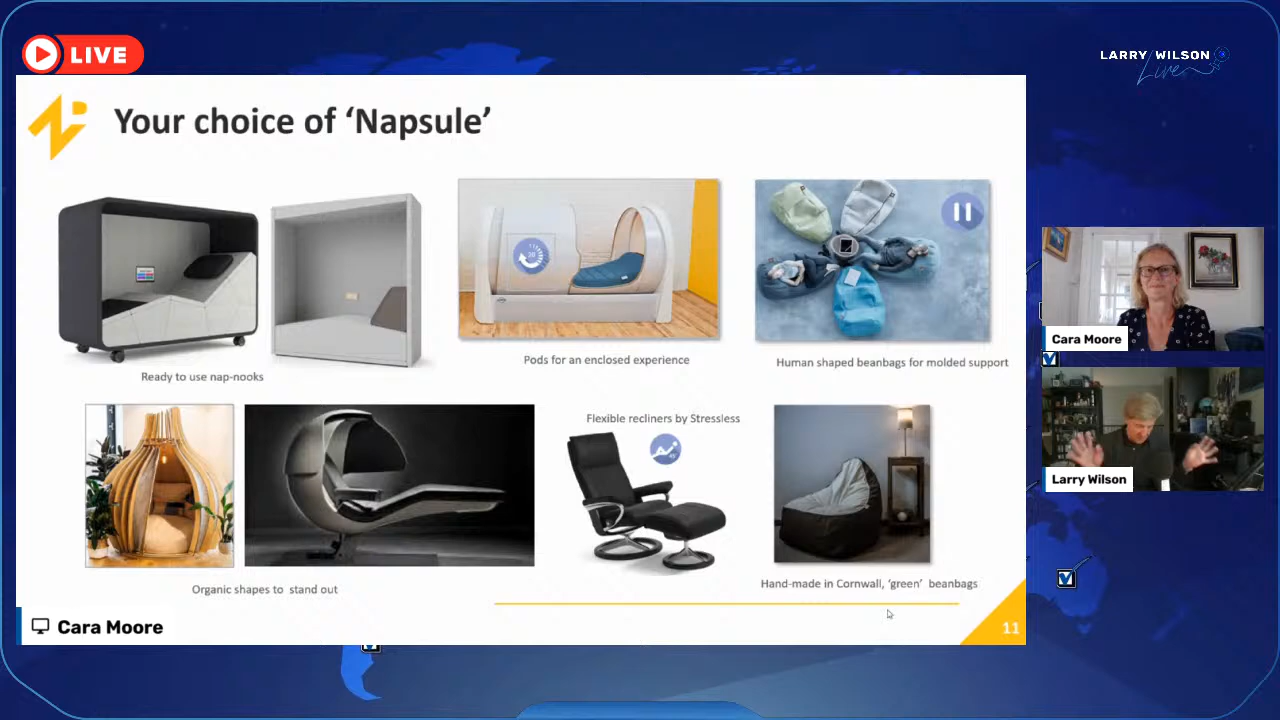 LIVE
LARRY WILSON
Live
Your choice of ‘Napsule’
20
Ready to use nap-nooks
Pods for an enclosed experience
Human shaped beanbags for molded support
Flexible recliners by Stressless
Organic shapes to stand out
Hand-made in Cornwall, ‘green’ beanbags
11
Cara Moore
Cara Moore
Larry Wilson